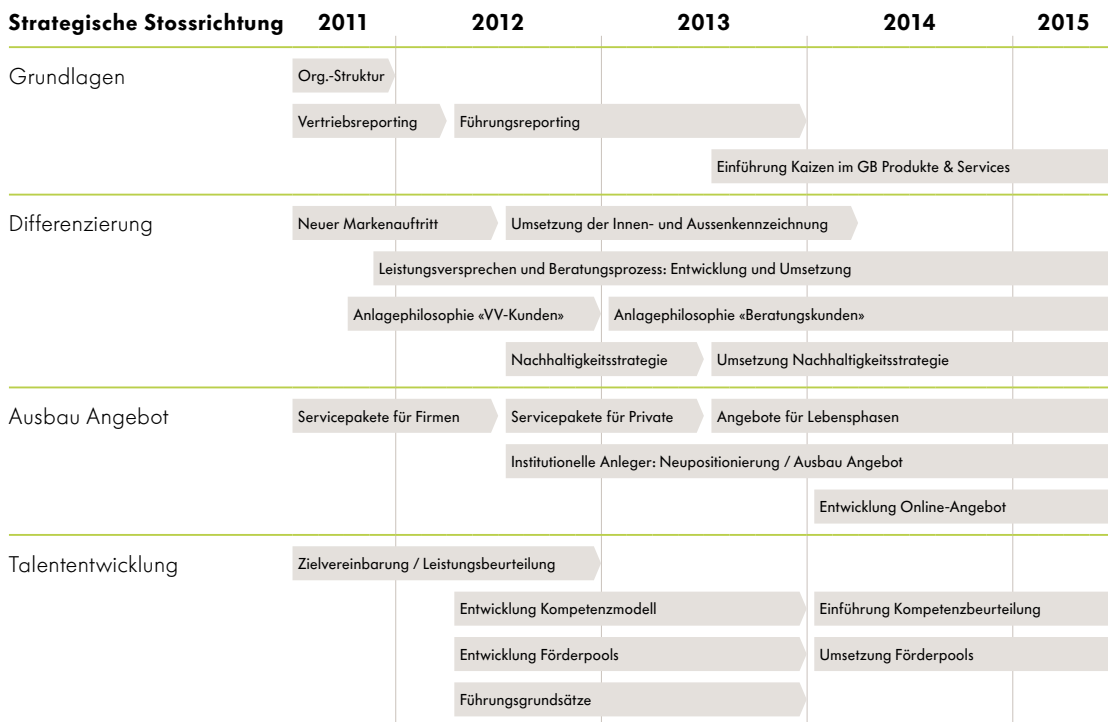 Strategische Stossrichtung 2011 2012 2013 2014 2015
Grundlagen Org.-Struktur
Vertriebsreporting Führungsreporting
Einführung Kaizen im GB Produkte & Services
Differenzierung Neuer Markenauftritt Umsetzung der Innen- und Aussenkennzeichnung
Leistungsversprechen und Beratungsprozess: Entwicklung und Umsetzung
Anlagephilosophie «VV-Kunden» Anlagephilosophie «Beratungskunden»
Nachhaltigkeitsstrategie Umsetzung Nachhaltigkeitsstrategie
Ausbau Angebot Servicepakete für Firmen Servicepakete für Private Angebote für Lebensphasen
Institutionelle Anleger: Neupositionierung / Ausbau Angebot
Entwicklung Online-Angebot
Talententwicklung Zielvereinbarung / Leistungsbeurteilung
Entwicklung Kompetenzmodell Einführung Kompetenzbeurteilung
Entwicklung Förderpools Umsetzung Förderpools
Führungsgrundsätze